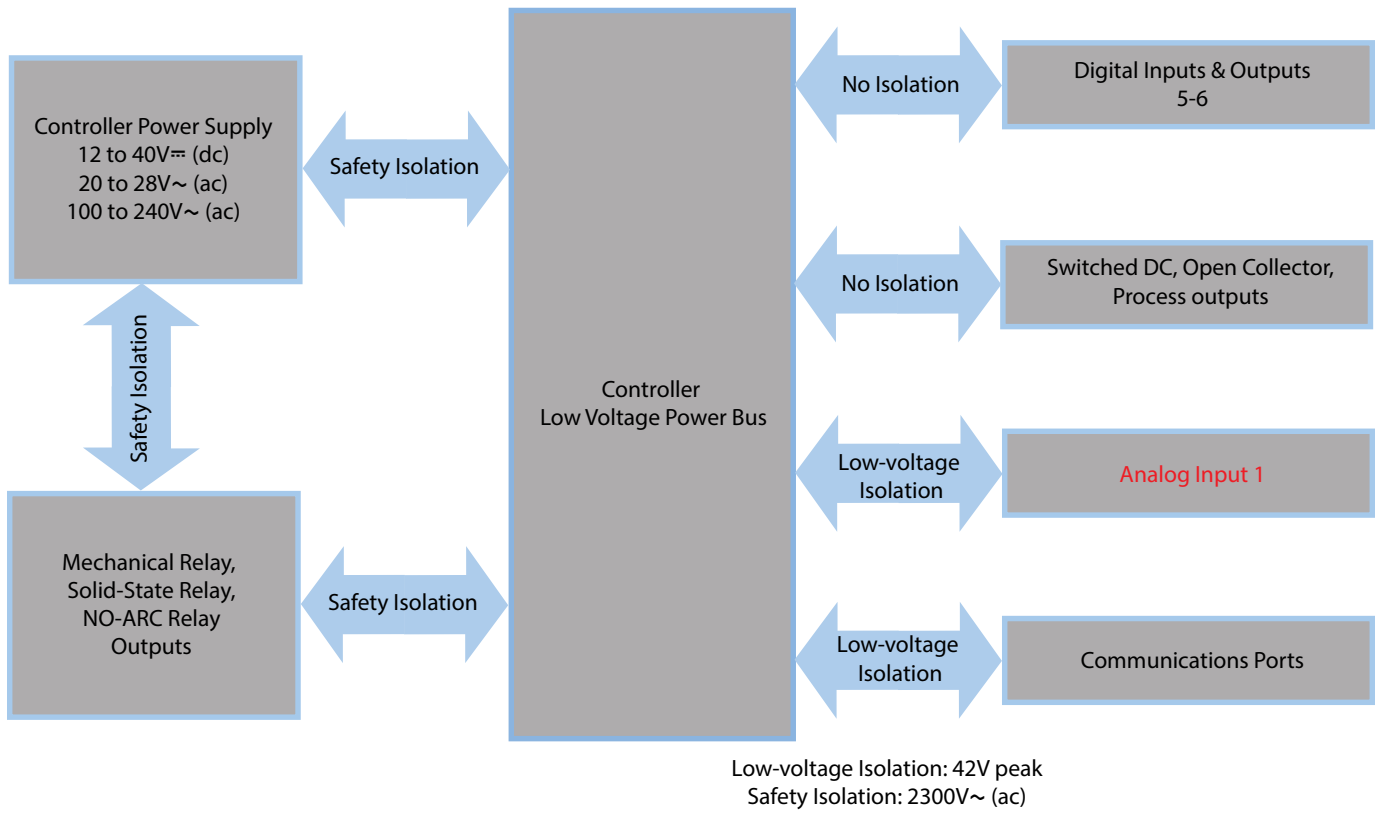 Controller Power Supply
12 to 40V⎓ (dc)
20 to 28V~ (ac)
100 to 240V~ (ac)
Safety Isolation
Safety Isolation
Mechanical Relay,
Solid-State Relay,
NO-ARC Relay
Outputs
Safety Isolation
Controller
Low Voltage Power Bus
No Isolation
Digital Inputs & Outputs
5-6
No Isolation
Switched DC, Open Collector,
Process outputs
Low-voltage
Isolation
Analog Input 1
Low-voltage
Isolation
Communications Ports
Low-voltage Isolation: 42V peak
Safety Isolation: 2300V~ (ac)